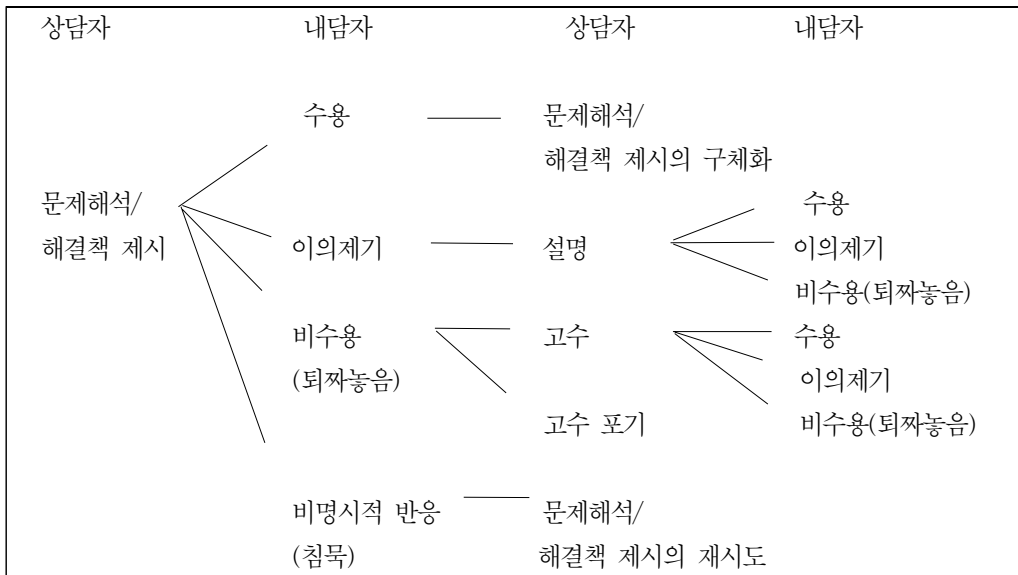 상담자 내담자 상담자 내담자
수용 문제해석/
해결책 제시의 구체화
문제해석/ 수용
해결책 제시 이의제기 설명 이의제기
비수용(퇴짜놓음)
비수용 고수 수용
(퇴짜놓음) 이의제기
고수 포기 비수용(퇴짜놓음)
비명시적 반응 문제해석/
(침묵) 해결책 제시의 재시도